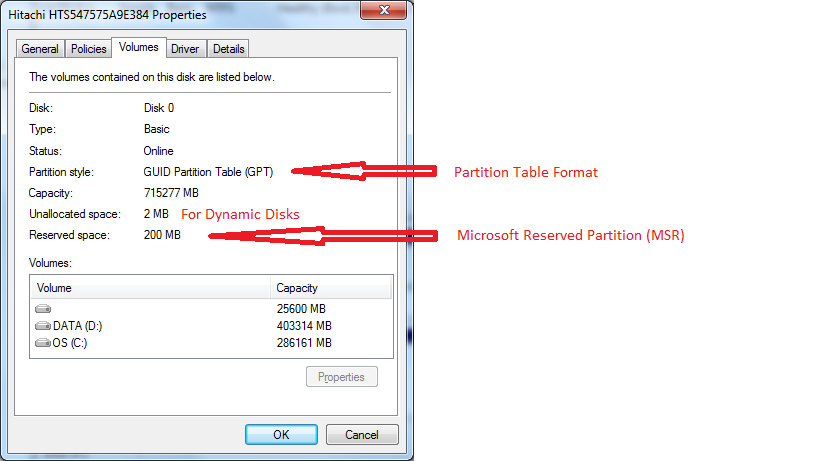 Hitachi HTS547575A9E384 Properties
General Policies Volumes Driver Details
The volumes contained on this disk are listed below.
Disk: Disk 0
Type: Basic
Status: Online
Partition style: GUID Partition Table (GPT) Partition Table Format
Capacity: 715277 MB
Unallocated space: 2 MB For Dynamic Disks
Reserved space: 200 MB Microsoft Reserved Partition (MSR)
Volumes:
Volume Capacity
25600 MB
DATA (D:) 403314 MB
OS (C:) 286161 MB
Properties
OK Cancel